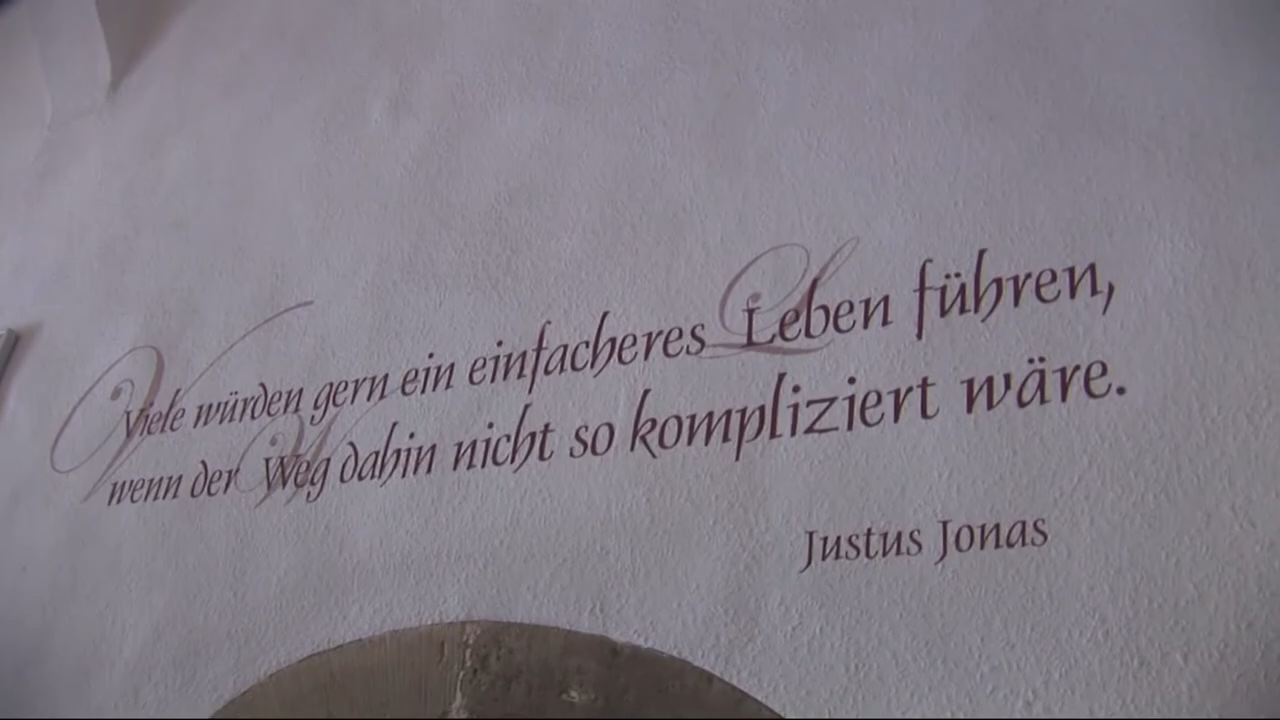 Viele würden gern ein einfacheres Leben führen,
wenn der Weg dahin nicht so kompliziert wäre.
Justus Jonas